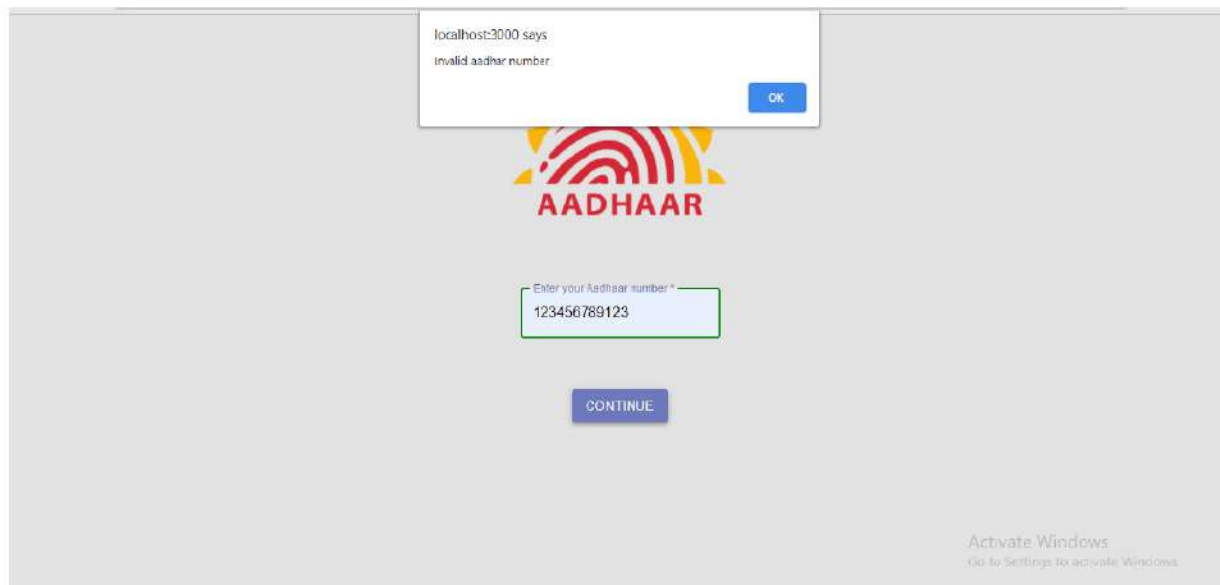 localhost:3000 says
Invalid aadhar number
OK
AADHAAR
Enter your Aadhaar number *
123456789123
CONTINUE
Activate Windows
Go to Settings to activate Windows.